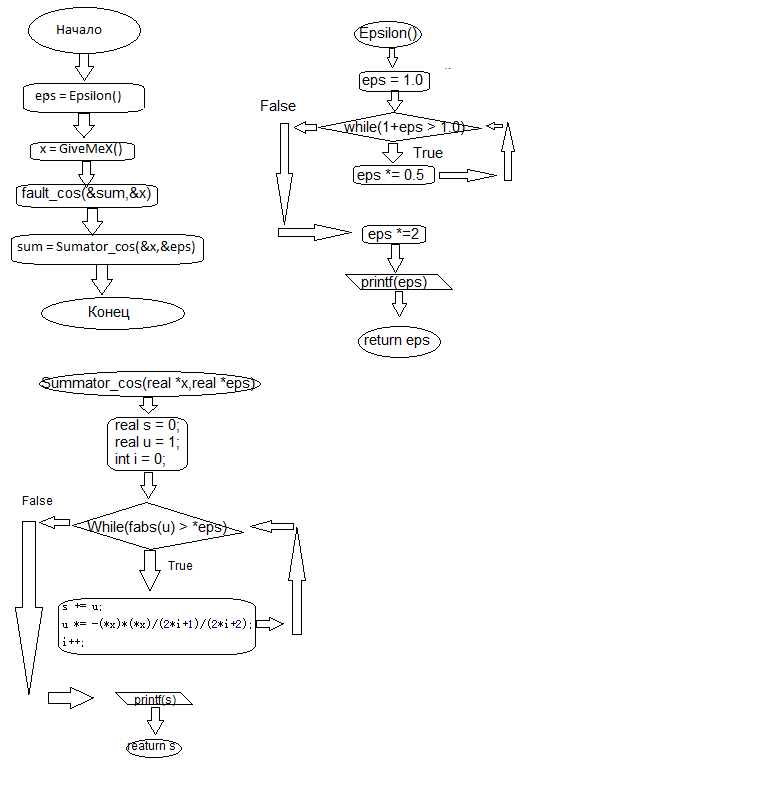 Начало
eps = Epsilon()
x = GiveMeX()
fault_cos(&sum,&x)
sum = Sumator_cos(&x,&eps)
Конец
Epsilon()
..
eps = 1.0
False
while(1+eps > 1.0)
True
eps *= 0.5
eps *=2
printf(eps)
return eps
Summator_cos(real *x,real *eps)
real s = 0;
real u = 1;
int i = 0;
False
While(fabs(u) > *eps)
True
s += u;
u *= -(*x)*(*x)/(2*i+1)/(2*i+2);
i++;
printf(s)
reaturn s